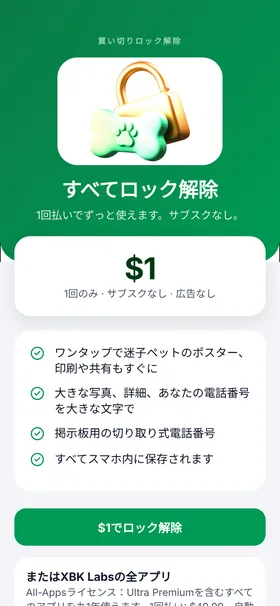 買い切りロック解除
すべてロック解除
1回払いでずっと使えます。サブスクなし。
$1
1回のみ · サブスクなし · 広告なし
ワンタップで迷子ペットのポスター、
印刷や共有もすぐに
大きな写真、詳細、あなたの電話番号
を大きな文字で
掲示板用の切り取り式電話番号
すべてスマホ内に保存されます
$1でロック解除
またはXBK Labsの全アプリ
All-Appsライセンス：Ultra Premiumを含むすべて